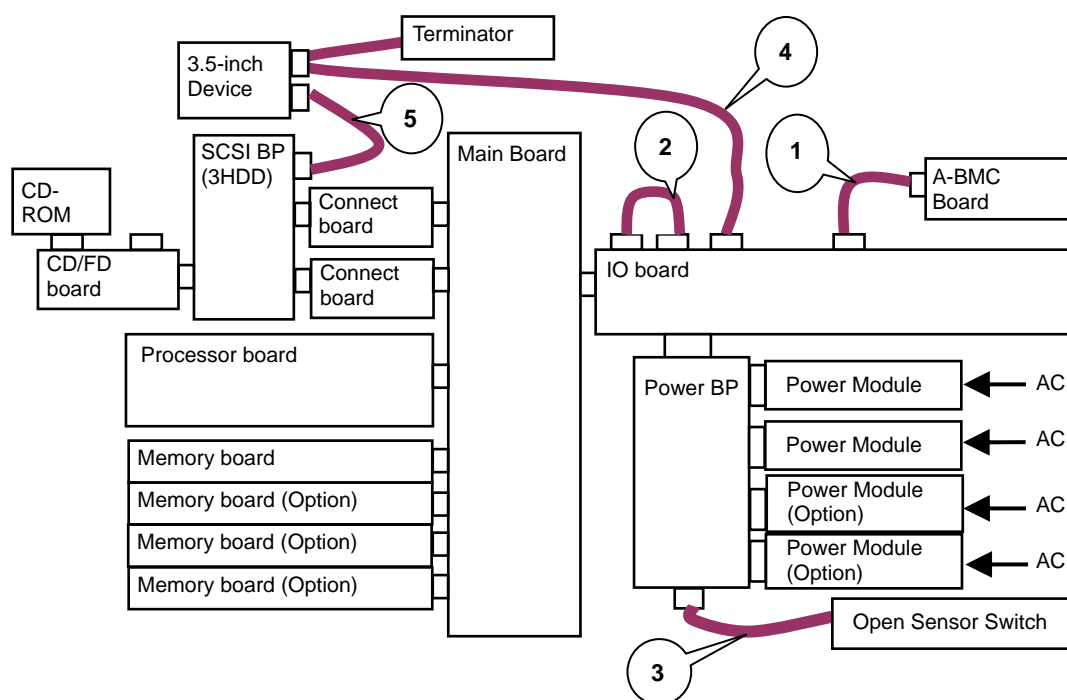 Terminator
4
3.5-inch
Device
5
SCSI BP
(3HDD)
Main Board
2
1
A-BMC
Board
CD-
ROM
Connect
board
CD/FD
board
Connect
board
IO board
Processor board
Power BP
Power Module
AC
Power Module
AC
Memory board
Memory board (Option)
Power Module
(Option)
AC
Memory board (Option)
Power Module
(Option)
AC
Memory board (Option)
Open Sensor Switch
3